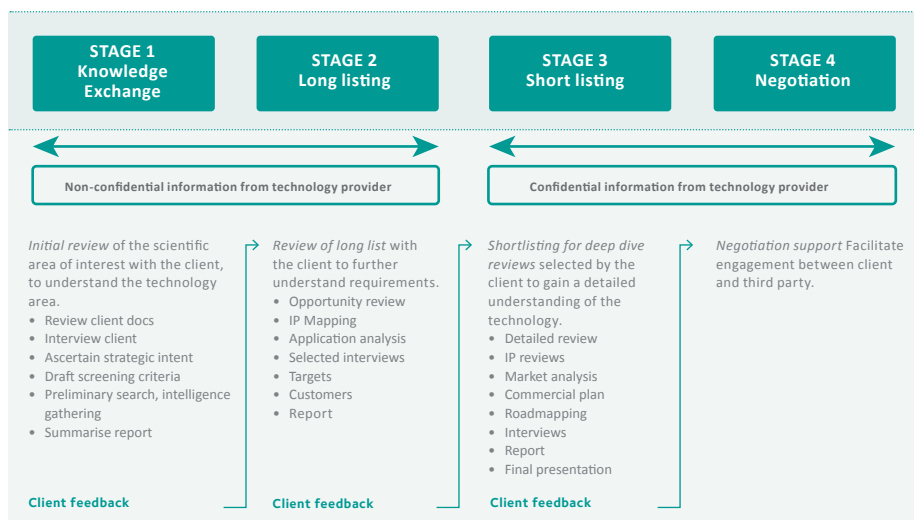 STAGE 1
Knowledge
Exchange
STAGE 2
Long listing
STAGE 3
Short listing
STAGE 4
Negotiation
Non-confidential information from technology provider
Confidential information from technology provider
Initial review of the scientific
area of interest with the client,
to understand the technology
area.
• Review client docs
• Interview client
• Ascertain strategic intent
• Draft screening criteria
• Preliminary search, intelligence
gathering
• Summarise report
Client feedback
Review of long list with
the client to further
understand requirements.
• Opportunity review
• IP Mapping
• Application analysis
• Selected interviews
• Targets
• Customers
• Report
Client feedback
Shortlisting for deep dive
reviews selected by the
client to gain a detailed
understanding of the
technology.
• Detailed review
• IP reviews
• Market analysis
• Commercial plan
• Roadmapping
• Interviews
• Report
• Final presentation
Client feedback
Negotiation support Facilitate
engagement between client
and third party.